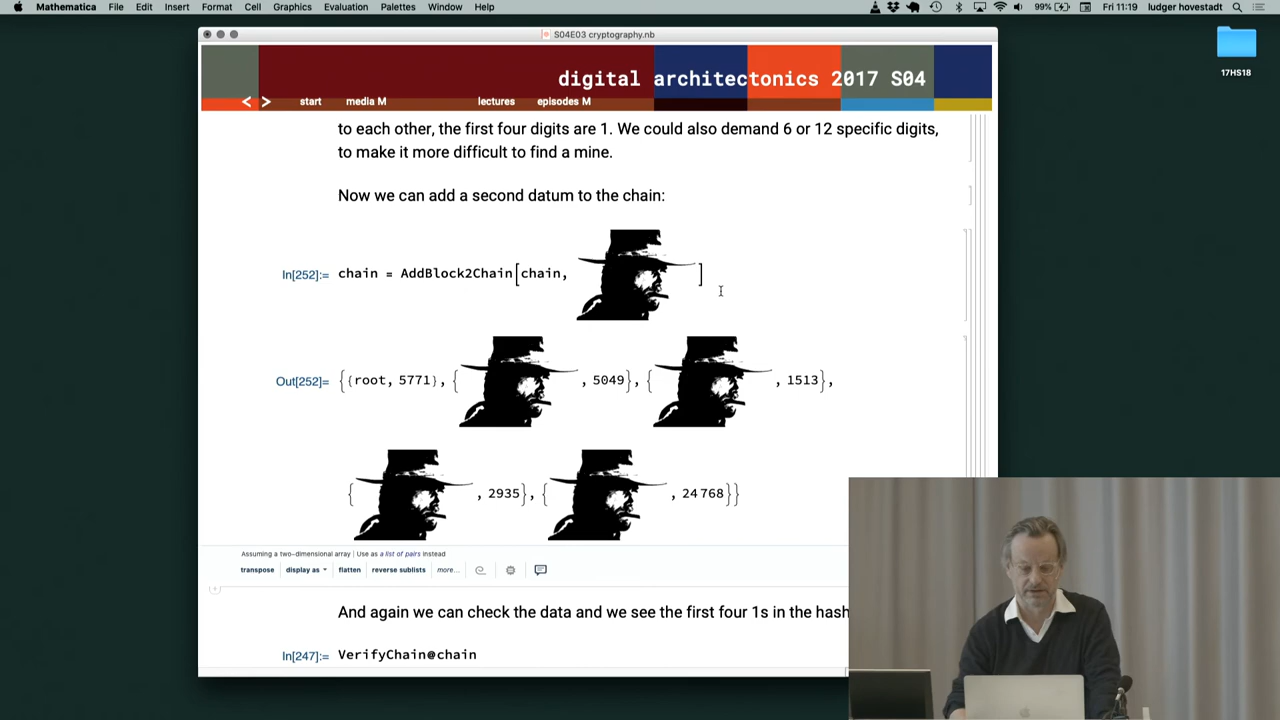 Mathematica File Edit Insert Format Cell Graphics Evaluation Palettes Window Help 99% Fri 11:19 ludger hovestadt
S04E03 cryptography.nb
17HS18
digital architectonics 2017 S04
< > start media M lectures episodes M
to each other, the first four digits are 1. We could also demand 6 or 12 specific digits,
to make it more difficult to find a mine.
Now we can add a second datum to the chain:
In[252]:= chain = AddBlock2Chain[chain, ]
Out[252]= {{root, 5771}, { , 5049}, { , 1513},
{ , 2935}, { , 24768}}
Assuming a two-dimensional array | Use as a list of pairs instead
transpose display as flatten reverse sublists more...
And again we can check the data and we see the first four 1s in the hash
In[247]:= VerifyChain@chain